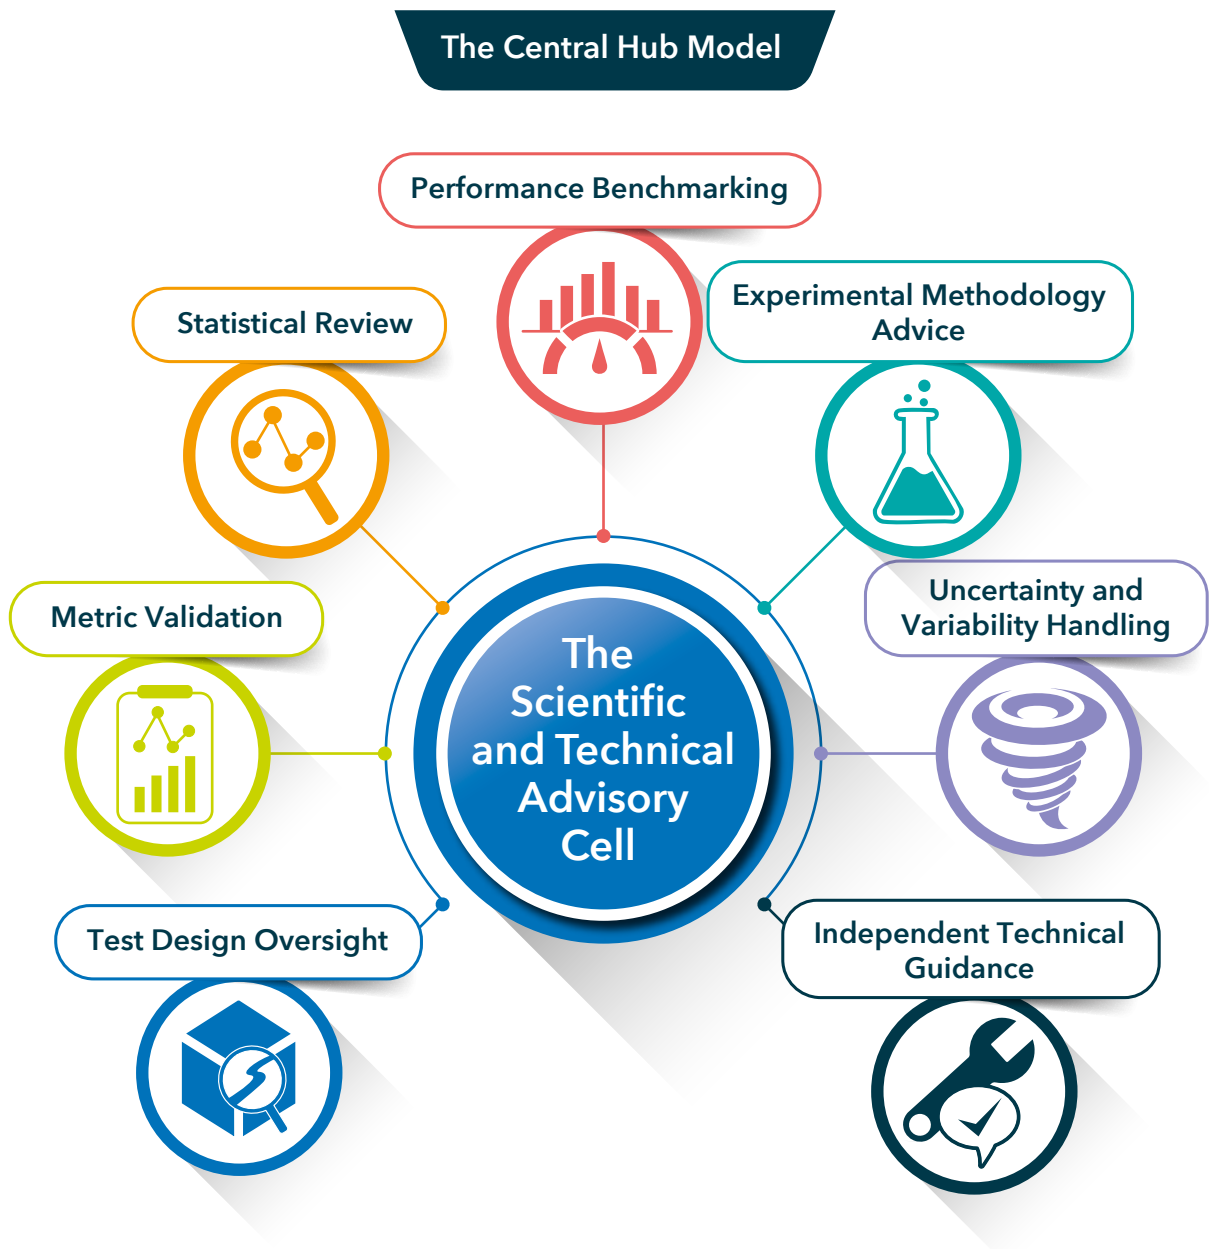 The Central Hub Model
Performance Benchmarking
Experimental Methodology
Advice
Statistical Review
Uncertainty and
Variability Handling
Metric Validation
The
Scientific
and Technical
Advisory
Cell
Test Design Oversight
Independent Technical
Guidance